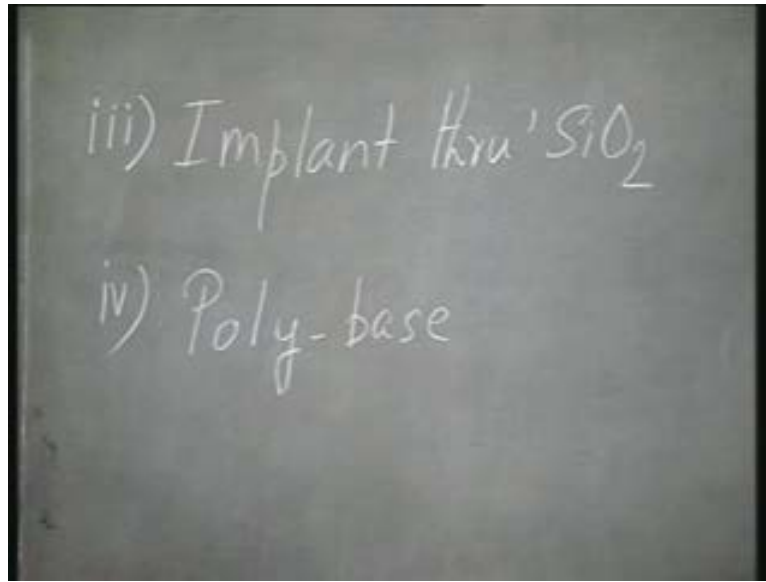 iii) Implant thru' SiO₂
iv) Poly-base